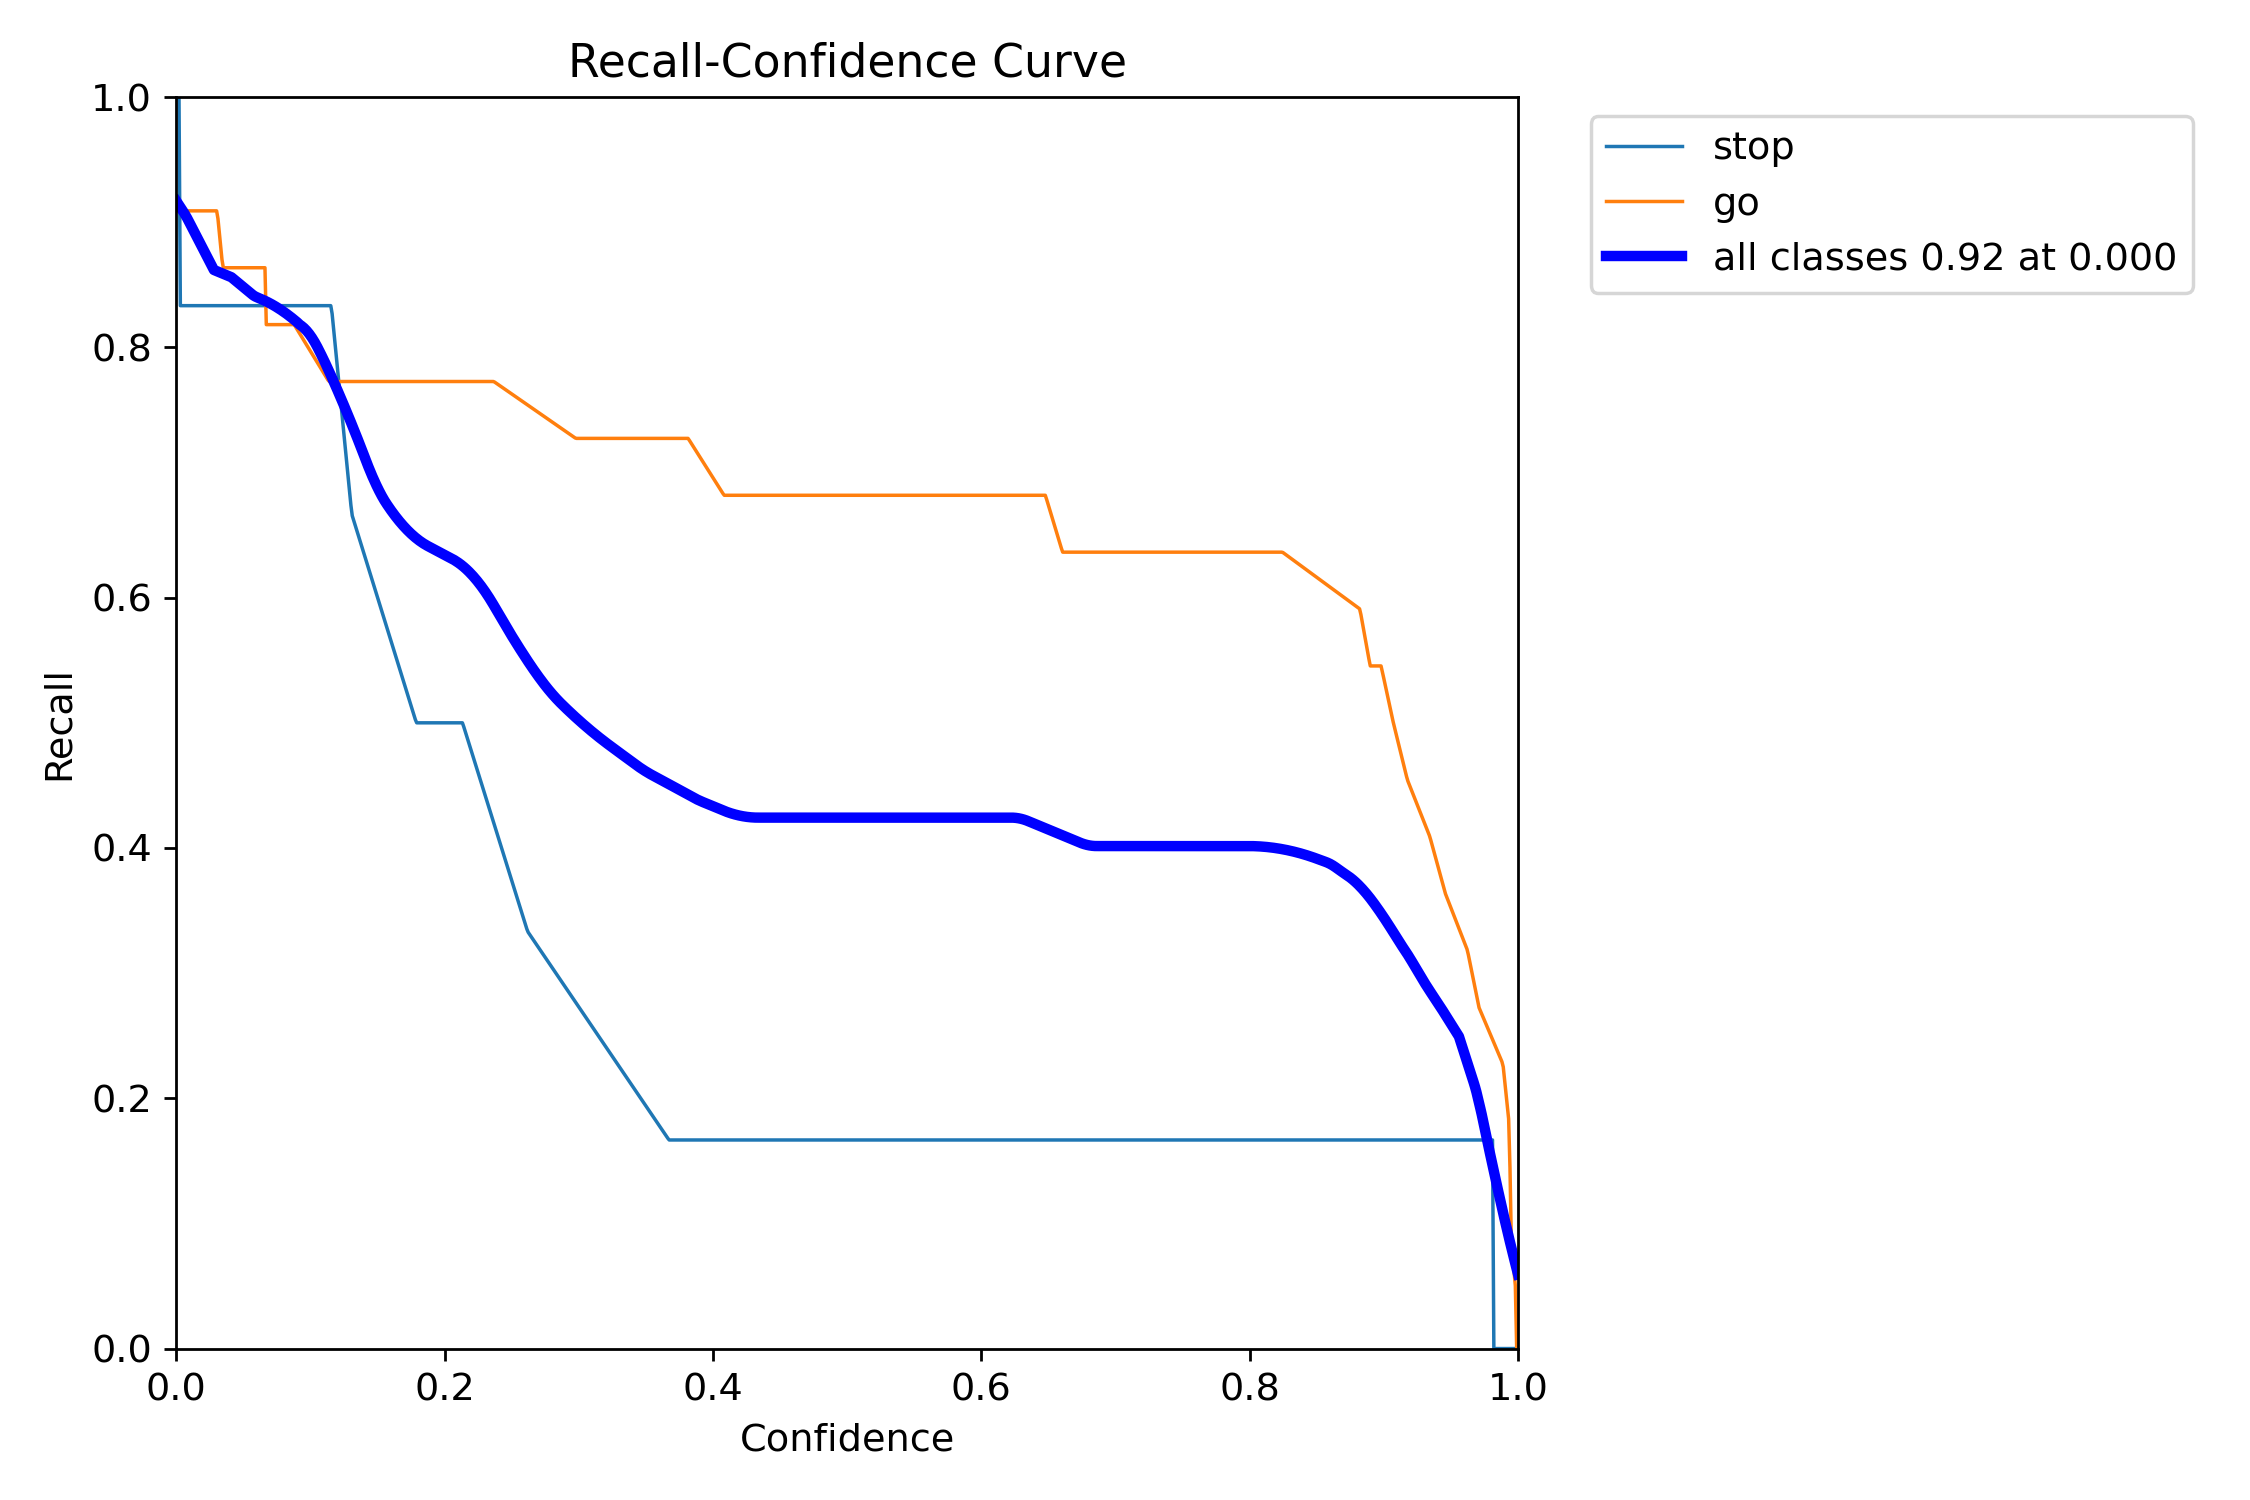 Recall-Confidence Curve
stop
go
all classes 0.92 at 0.000
1.0
0.8
0.6
0.4
0.2
0.0
Recall
0.0 0.2 0.4 0.6 0.8 1.0
Confidence